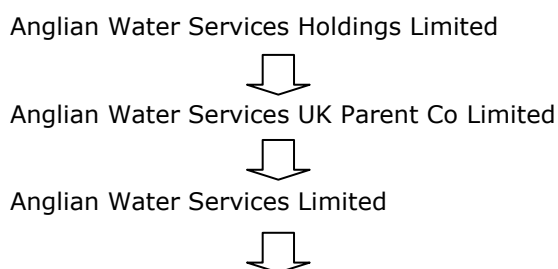 Anglian Water Services Holdings Limited
Anglian Water Services UK Parent Co Limited
Anglian Water Services Limited